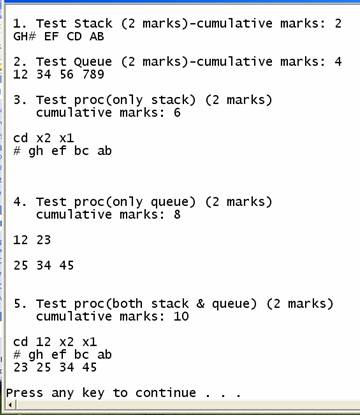 1. Test Stack (2 marks)-cumulative marks: 2
GH# EF CD AB
2. Test Queue (2 marks)-cumulative marks: 4
12 34 56 789
3. Test proc(only stack) (2 marks)
cumulative marks: 6
cd x2 x1
# gh ef bc ab
4. Test proc(only queue) (2 marks)
cumulative marks: 8
12 23
25 34 45
5. Test proc(both stack & queue) (2 marks)
cumulative marks: 10
cd 12 x2 x1
# gh ef bc ab
23 25 34 45
Press any key to continue . . .